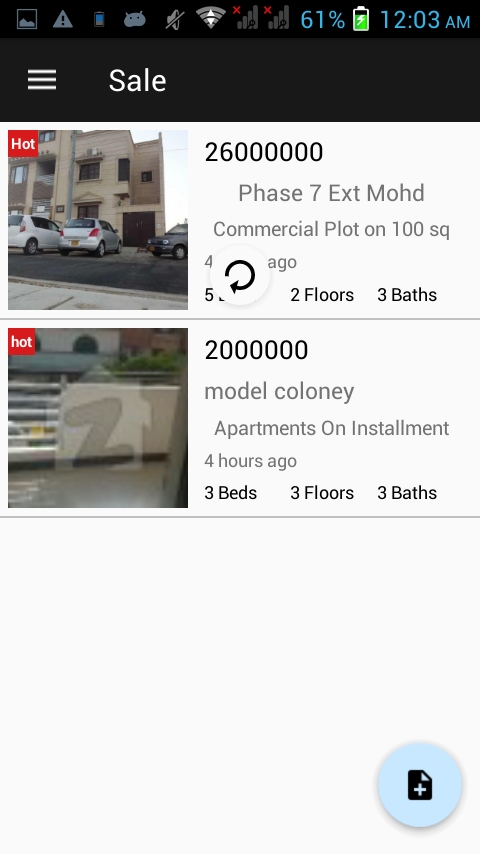 61% 12:03 AM
Sale
Hot
26000000
Phase 7 Ext Mohd
Commercial Plot on 100 sq
4 ago
5 2 Floors 3 Baths
hot
2000000
model coloney
Apartments On Installment
4 hours ago
3 Beds 3 Floors 3 Baths